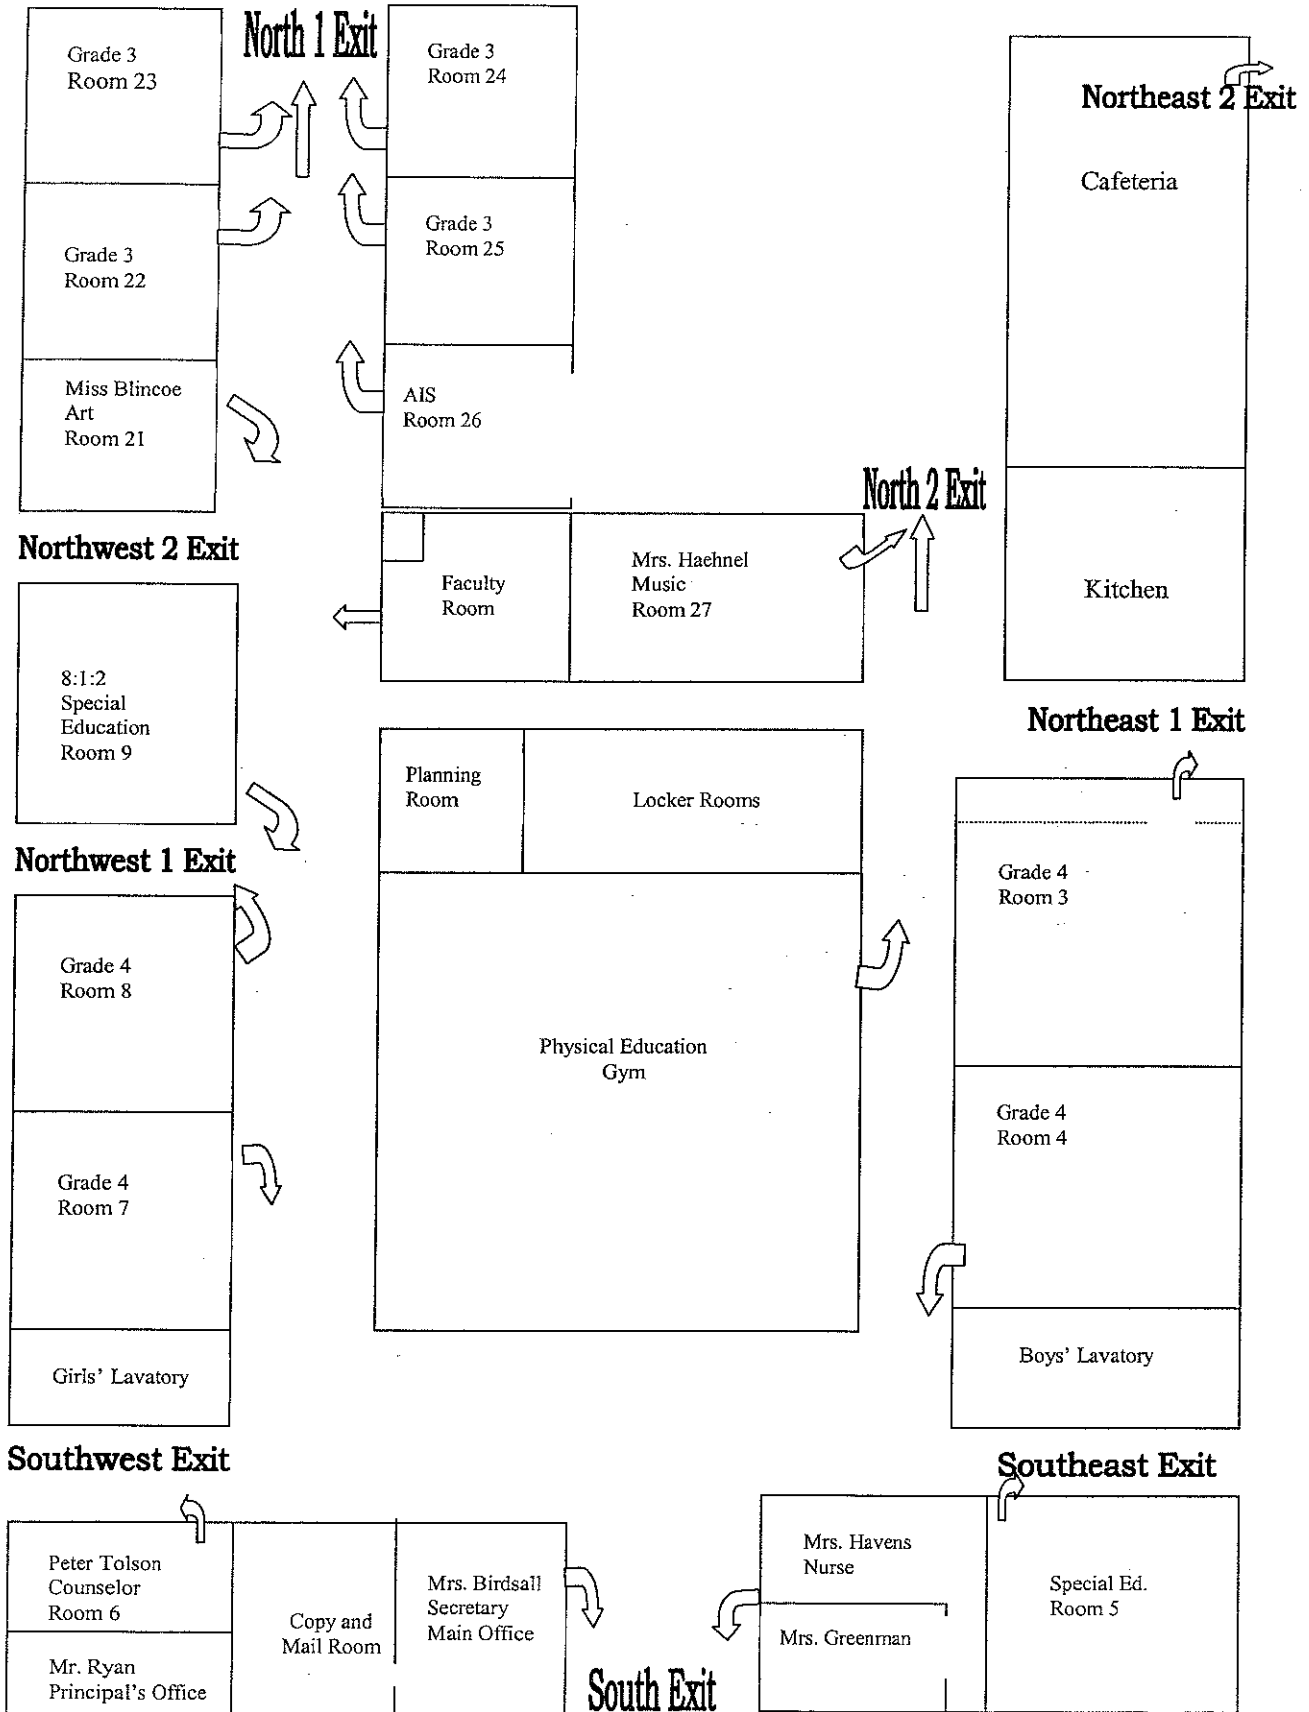 North 1 Exit
Grade 3
Room 23
Grade 3
Room 24
Northeast 2 Exit
Cafeteria
Grade 3
Room 22
Grade 3
Room 25
Miss Blincoe
Art
Room 21
AIS
Room 26
North 2 Exit
Northwest 2 Exit
Faculty
Room
Mrs. Haehnel
Music
Room 27
Kitchen
8:1:2
Special
Education
Room 9
Northeast 1 Exit
Planning
Room
Locker Rooms
Northwest 1 Exit
Grade 4
Room 3
Grade 4
Room 8
Physical Education
Gym
Grade 4
Room 4
Grade 4
Room 7
Girls' Lavatory
Boys' Lavatory
Southwest Exit
Southeast Exit
Peter Tolson
Counselor
Room 6
Copy and
Mail Room
Mrs. Birdsall
Secretary
Main Office
Mrs. Havens
Nurse
Special Ed.
Room 5
Mrs. Greenman
Mr. Ryan
Principal's Office
South Exit